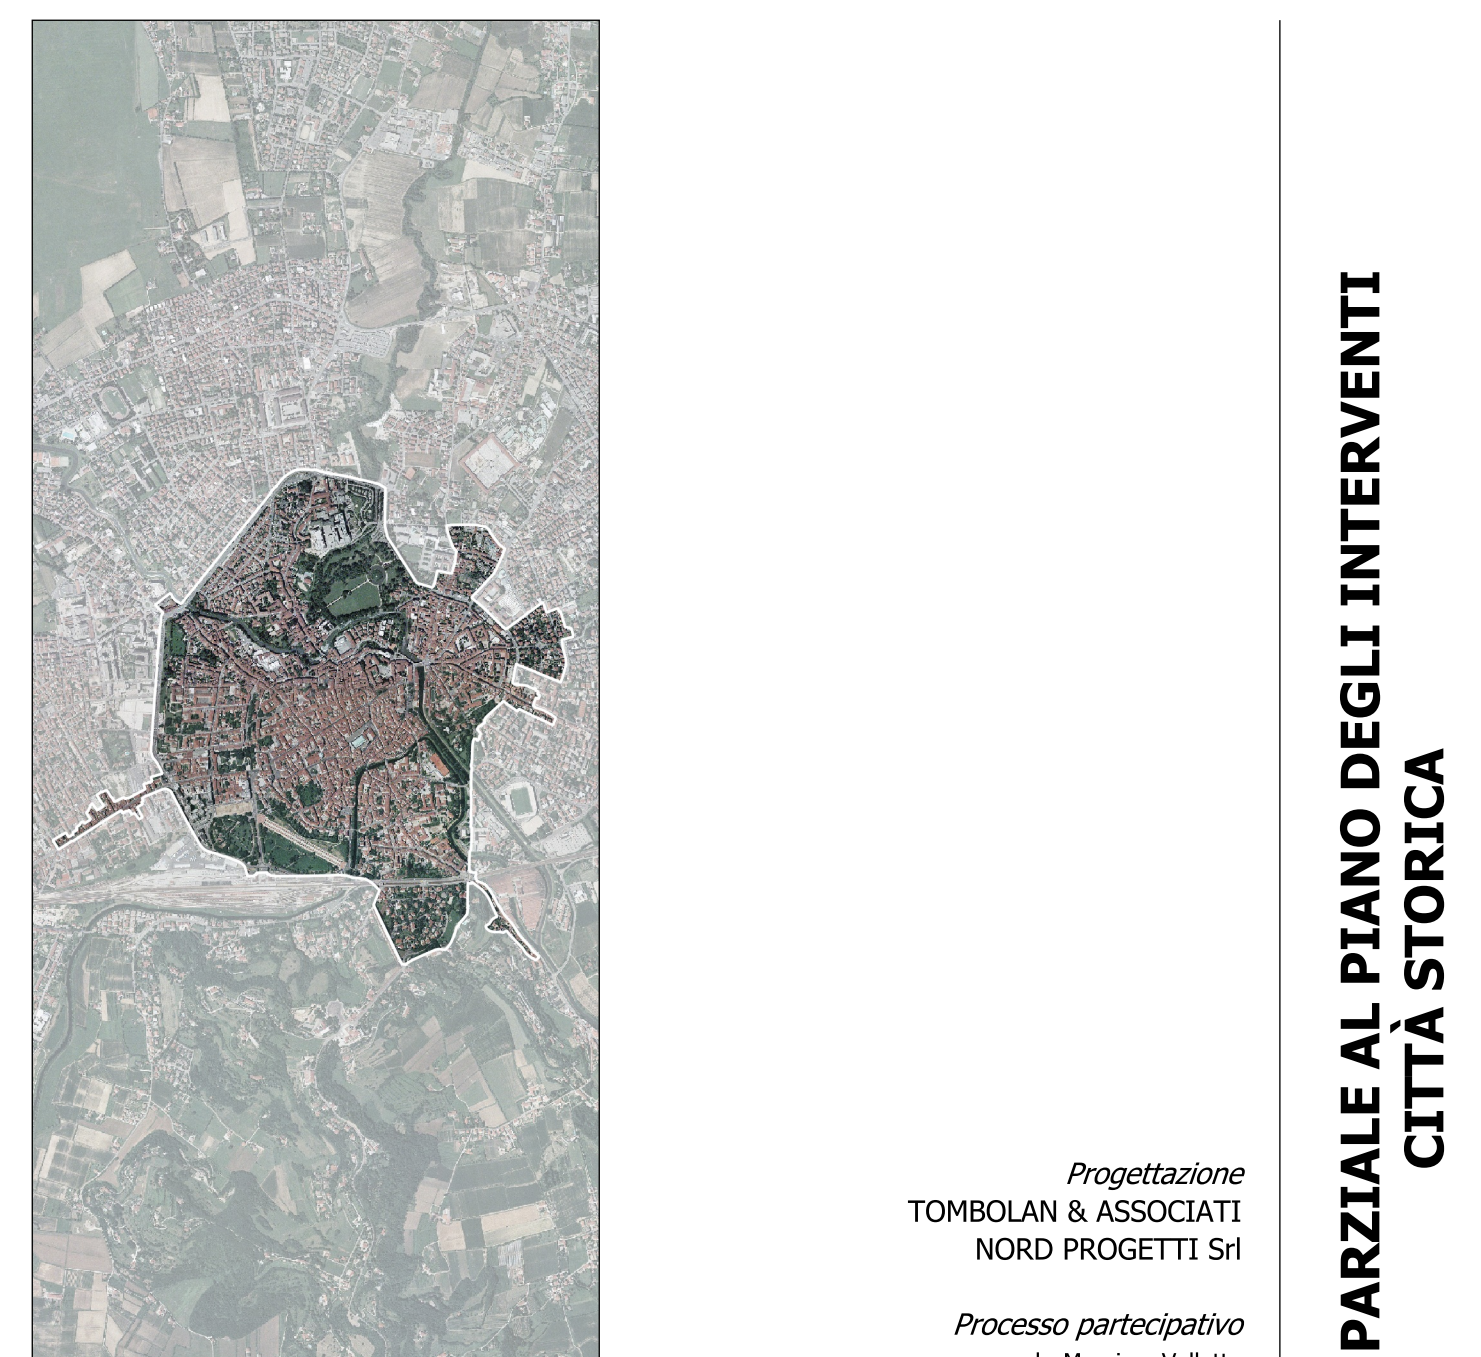 PARZIALE AL PIANO DEGLI INTERVENTI
CITTÀ STORICA
Progettazione
TOMBOLAN & ASSOCIATI
NORD PROGETTI Srl
Processo partecipativo